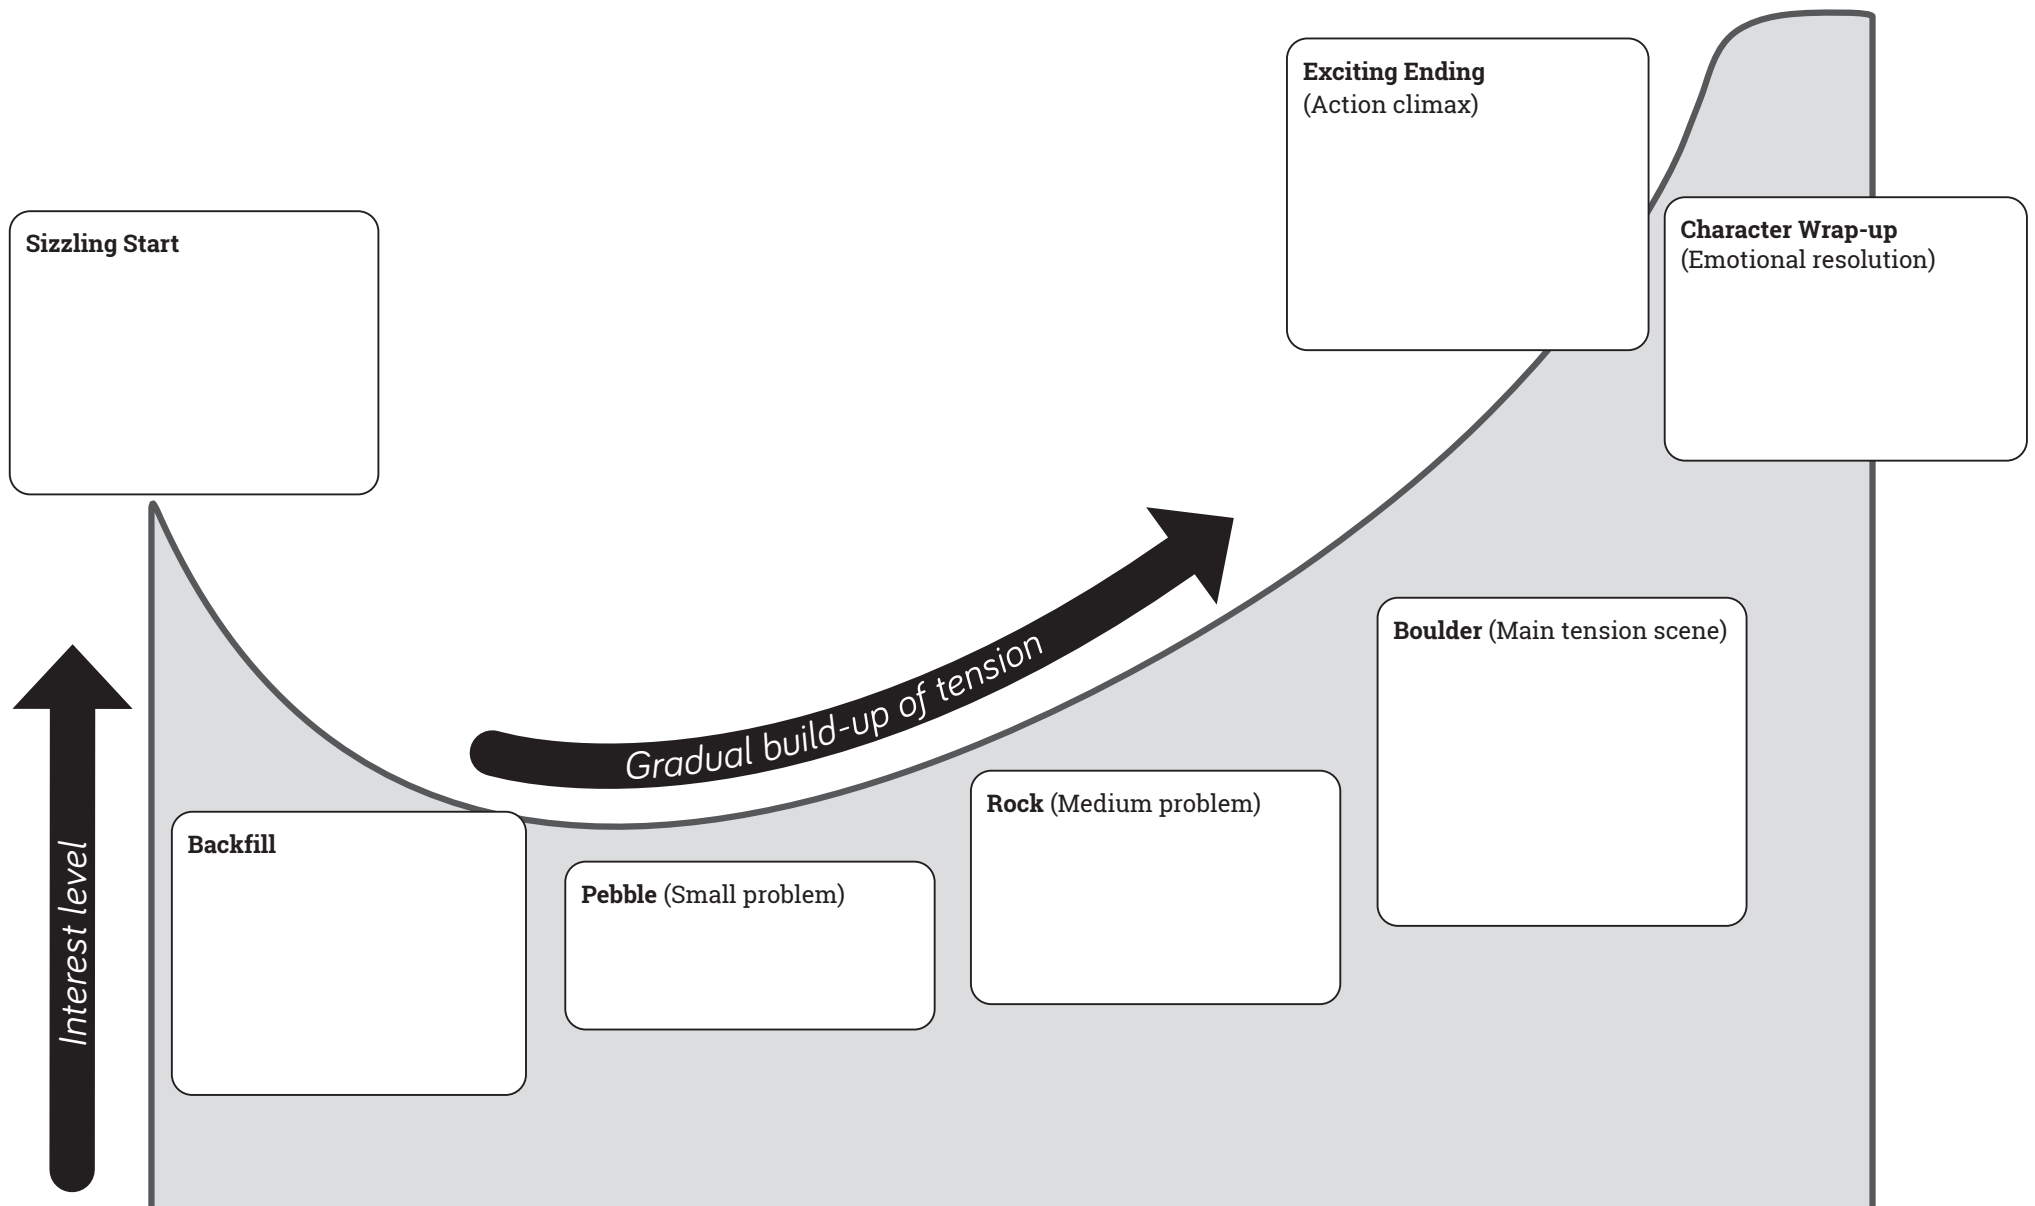 Exciting Ending
(Action climax)
Sizzling Start
Character Wrap-up
(Emotional resolution)
Gradual build-up of tension
Boulder (Main tension scene)
Rock (Medium problem)
Backfill
Pebble (Small problem)
Interest level